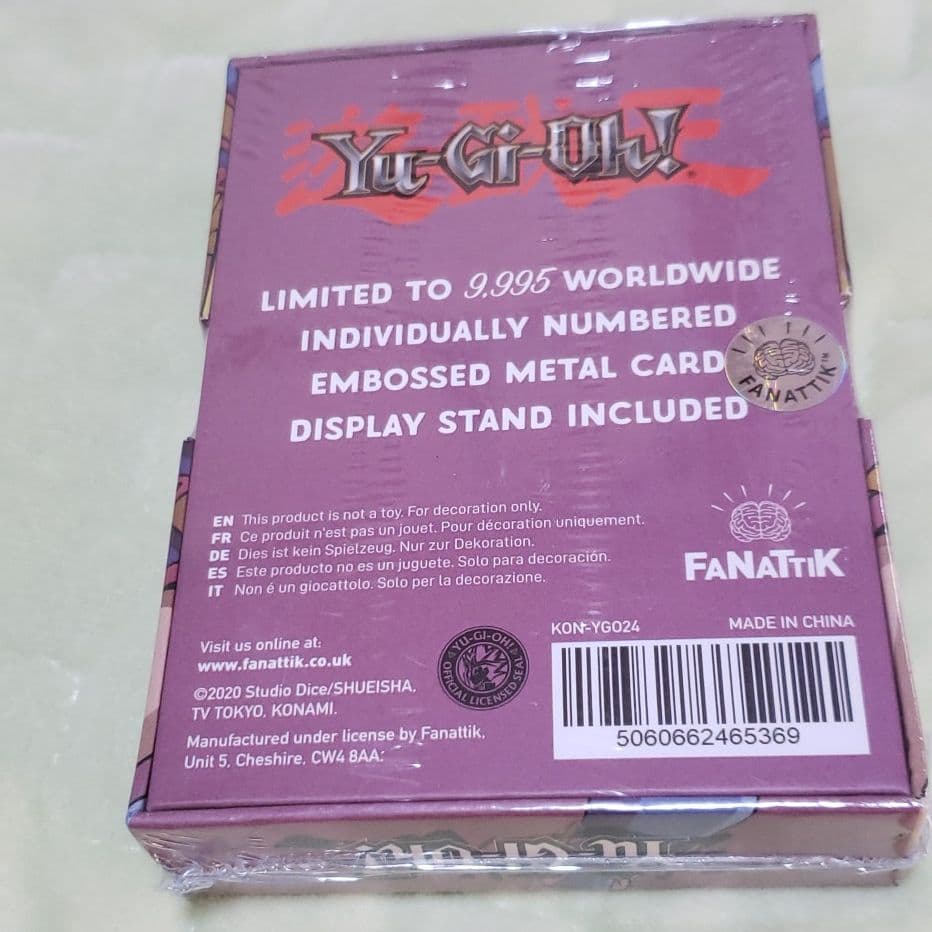 Yu-Gi-Oh!
LIMITED TO 9.995 WORLDWIDE
INDIVIDUALLY NUMBERED
EMBOSSED METAL CARD
DISPLAY STAND INCLUDED
FANATTIK™
EN This product is not a toy. For decoration only.
FR Ce produit n'est pas un jouet. Pour décoration uniquement.
DE Dies ist kein Spielzeug. Nur zur Dekoration.
ES Este producto no es un juguete. Solo para decoración.
IT Non é un giocattolo. Solo per la decorazione.
FANATTIK
Visit us online at:
www.fanattik.co.uk
©2020 Studio Dice/SHUEISHA,
TV TOKYO, KONAMI.
Manufactured under license by Fanattik,
Unit 5, Cheshire, CW4 8AA:
YU-GI-OH!
OFFICIAL LICENSED SEAL
KON-YGO24
MADE IN CHINA
5060662465369
Yu-Gi-Oh!